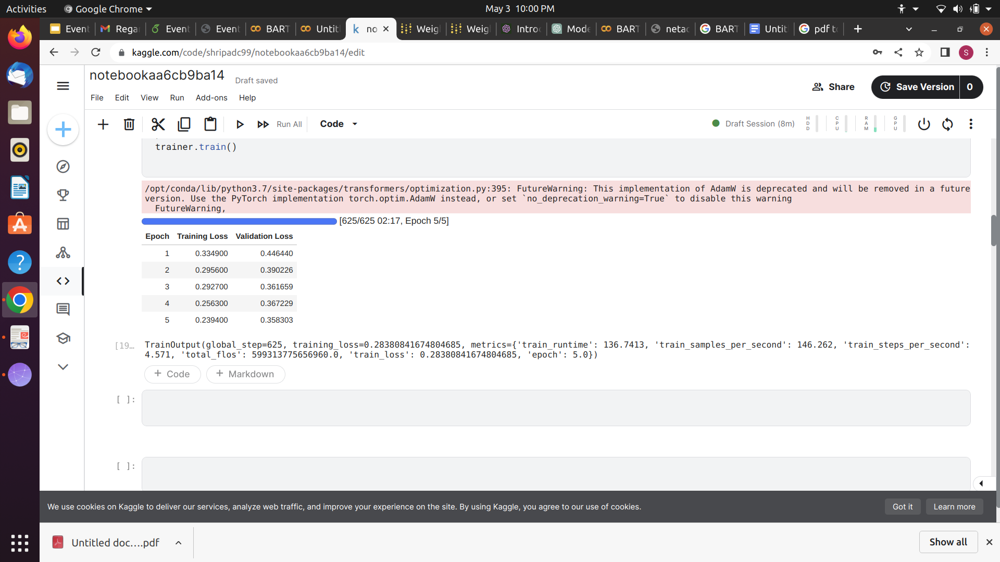 Activities
Google Chrome
May 3 10:00 PM
Event
Rega
Event
Event
BART
Untit
no
Weig
Weig
Intro
Mode
BART
netac
BART
Untit
pdf to
kaggle.com/code/shripadc99/notebookaa6cb9ba14/edit
S
notebookaa6cb9ba14
Draft saved
File
Edit
View
Run
Add-ons
Help
Share
Save Version
0
Run All
Code
Draft Session (8m)
HDD
CPU
RAM
GPU
trainer.train()
/opt/conda/lib/python3.7/site-packages/transformers/optimization.py:395: FutureWarning: This implementation of AdamW is deprecated and will be removed in a future
version. Use the PyTorch implementation torch.optim.AdamW instead, or set `no_deprecation_warning=True` to disable this warning
FutureWarning,
[625/625 02:17, Epoch 5/5]
Epoch Training Loss Validation Loss
1 0.334900 0.446440
2 0.295600 0.390226
3 0.292700 0.361659
4 0.256300 0.367229
5 0.239400 0.358303
[19…
TrainOutput(global_step=625, training_loss=0.28380841674804685, metrics={'train_runtime': 136.7413, 'train_samples_per_second': 146.262, 'train_steps_per_second':
4.571, 'total_flos': 599313775656960.0, 'train_loss': 0.28380841674804685, 'epoch': 5.0})
+ Code
+ Markdown
[ ]:
[ ]:
We use cookies on Kaggle to deliver our services, analyze web traffic, and improve your experience on the site. By using Kaggle, you agree to our use of cookies.
Got it
Learn more
Untitled doc....pdf
Show all